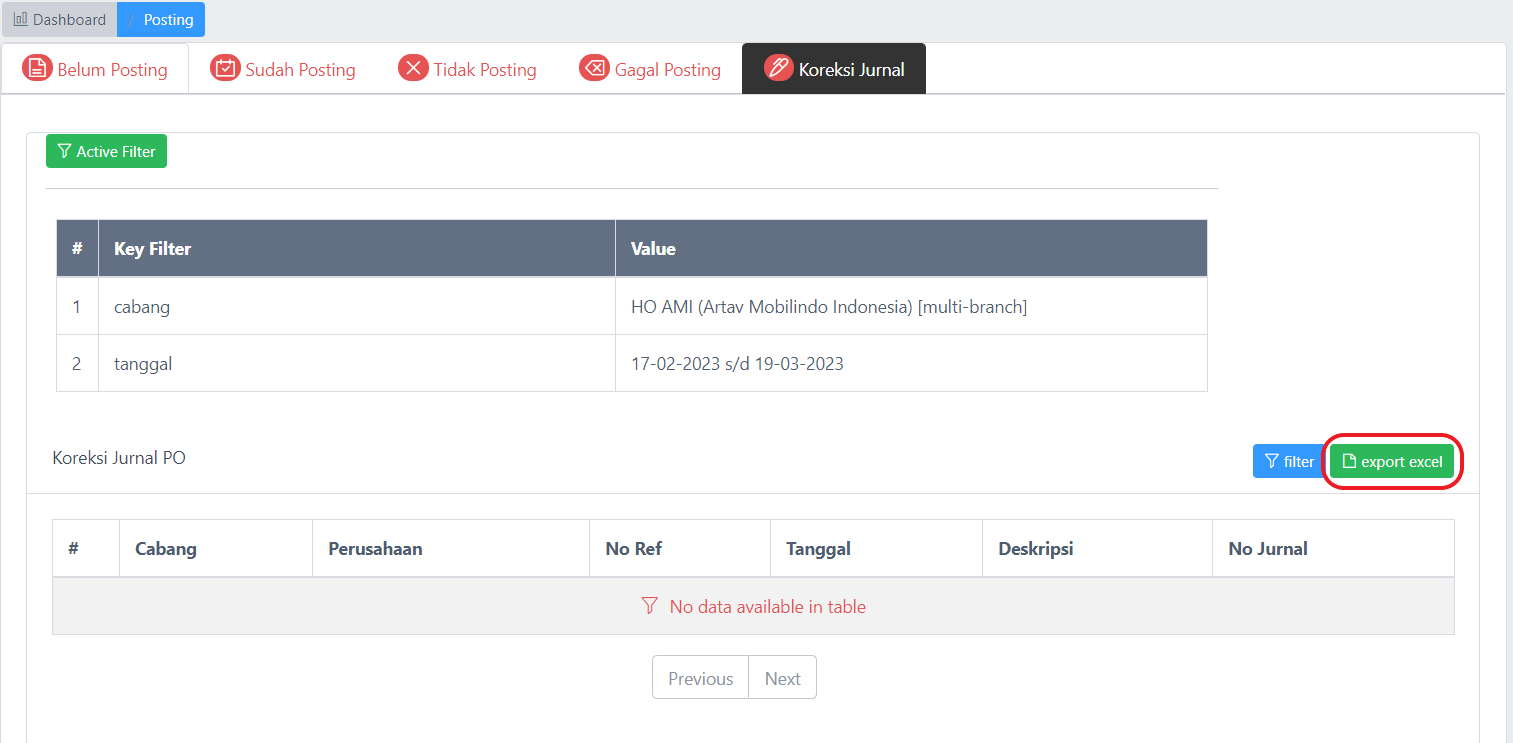 Dashboard / Posting
Belum Posting Sudah Posting Tidak Posting Gagal Posting Koreksi Jurnal
Active Filter
# Key Filter Value
1 cabang HO AMI (Artav Mobilindo Indonesia) [multi-branch]
2 tanggal 17-02-2023 s/d 19-03-2023
Koreksi Jurnal PO filter export excel
# Cabang Perusahaan No Ref Tanggal Deskripsi No Jurnal
No data available in table
Previous Next